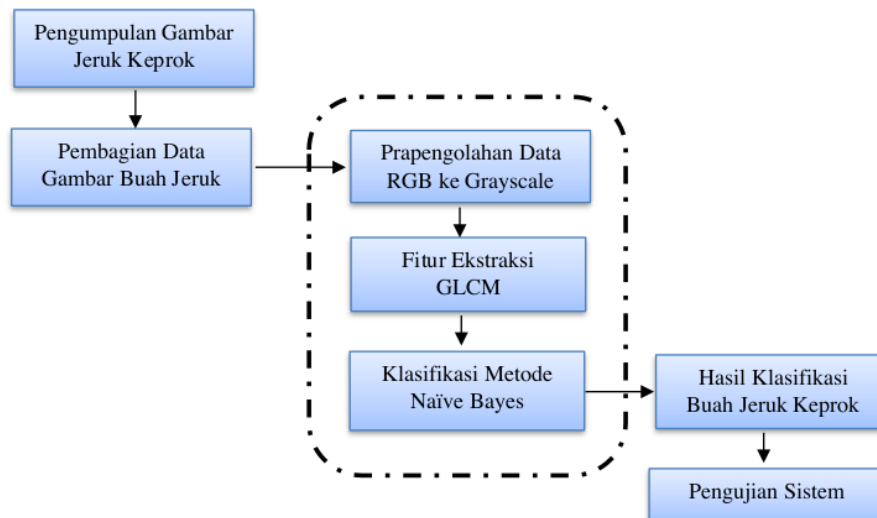 Pengumpulan Gambar
Jeruk Keprok
Pembagian Data
Gambar Buah Jeruk
Prapengolahan Data
RGB ke Grayscale
Fitur Ekstraksi
GLCM
Klasifikasi Metode
Naïve Bayes
Hasil Klasifikasi
Buah Jeruk Keprok
Pengujian Sistem